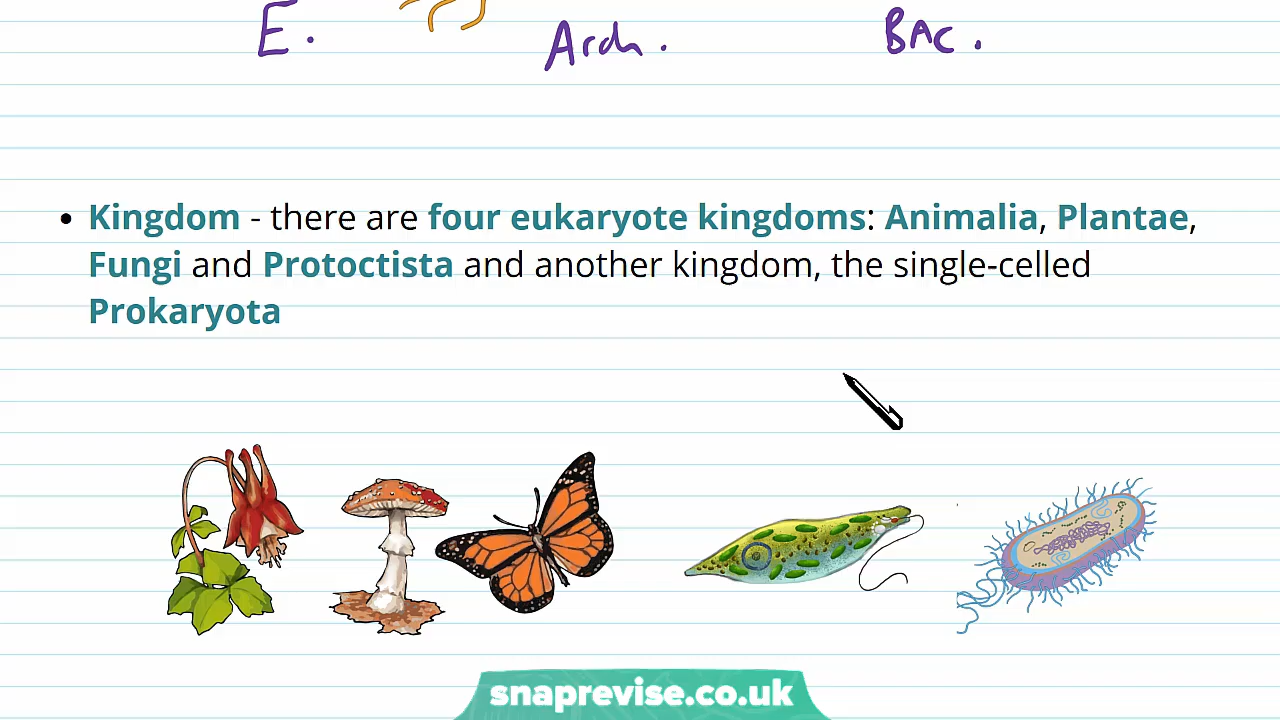 E. Arch. BAC.
• Kingdom - there are four eukaryote kingdoms: Animalia, Plantae,
Fungi and Protoctista and another kingdom, the single-celled
Prokaryota
snaprevise.co.uk